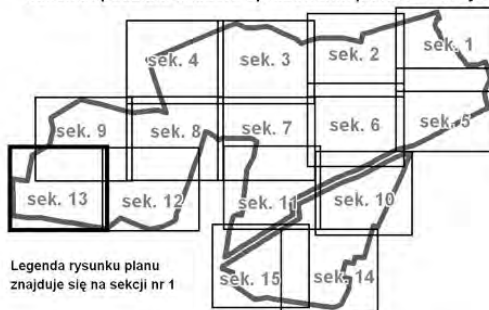 sek. 1
sek. 2
sek. 3
sek. 4
sek. 5
sek. 6
sek. 7
sek. 8
sek. 9
sek. 10
sek. 11
sek. 12
sek. 13
sek. 14
sek. 15
Legenda rysunku planu
znajduje się na sekcji nr 1